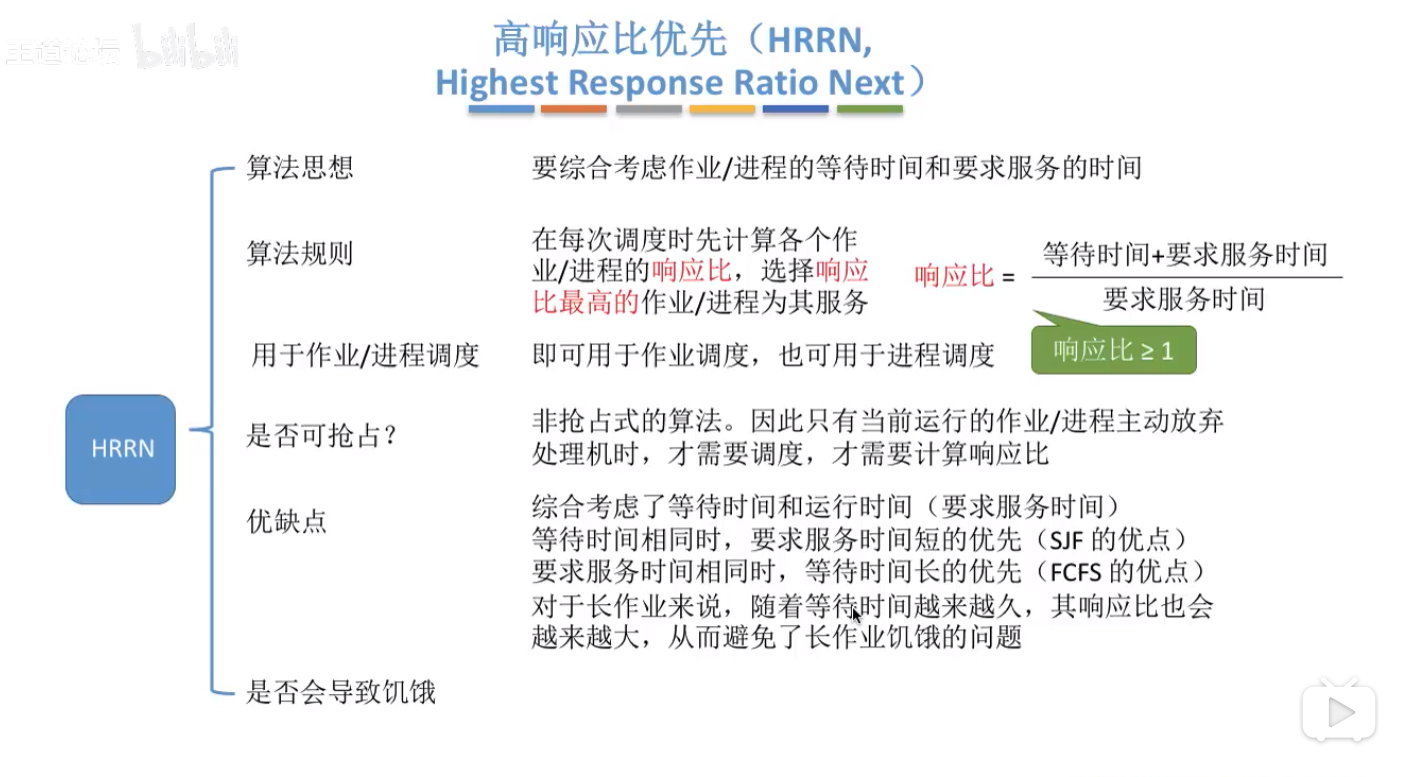 王道论坛 bilibili
高响应比优先（HRRN,
Highest Response Ratio Next）
算法思想
要综合考虑作业/进程的等待时间和要求服务的时间
算法规则
在每次调度时先计算各个作
业/进程的响应比，选择响应
比最高的作业/进程为其服务
响应比 =
等待时间+要求服务时间
要求服务时间
响应比 ≥ 1
用于作业/进程调度
即可用于作业调度，也可用于进程调度
HRRN
是否可抢占？
非抢占式的算法。因此只有当前运行的作业/进程主动放弃
处理机时，才需要调度，才需要计算响应比
优缺点
综合考虑了等待时间和运行时间（要求服务时间）
等待时间相同时，要求服务时间短的优先（SJF 的优点）
要求服务时间相同时，等待时间长的优先（FCFS 的优点）
对于长作业来说，随着等待时间越来越久，其响应比也会
越来越大，从而避免了长作业饥饿的问题
是否会导致饥饿